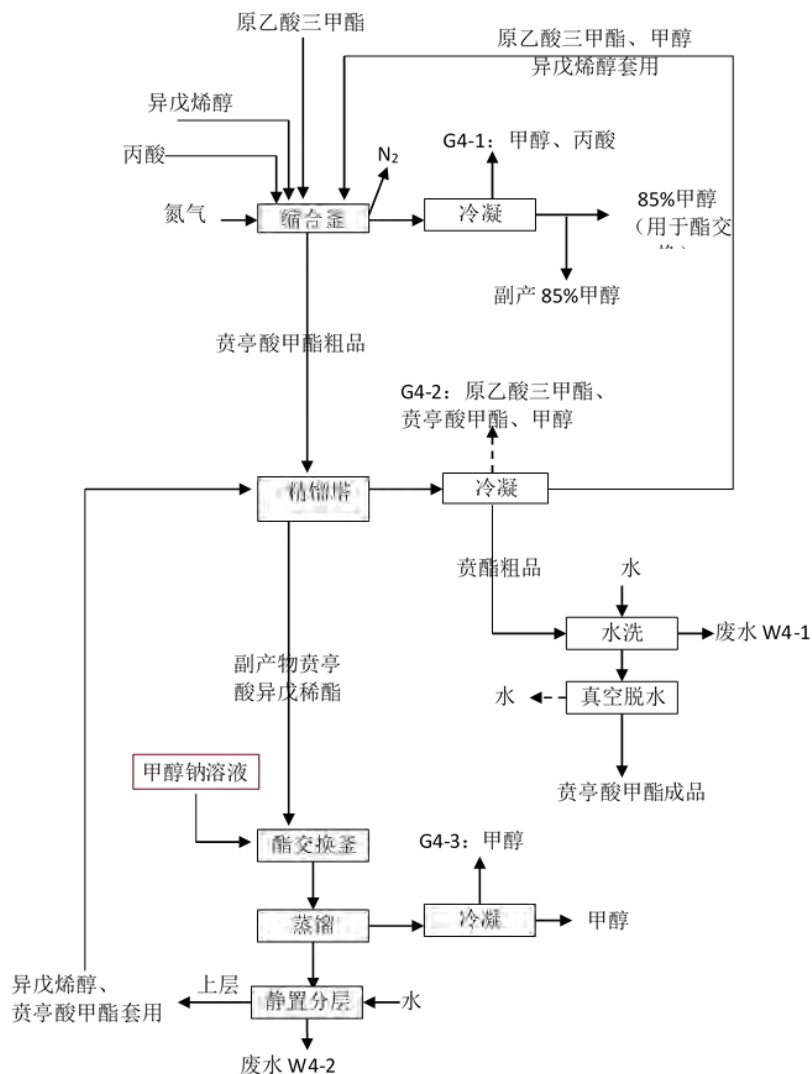 原乙酸三甲酯
原乙酸三甲酯、甲醇
异戊烯醇套用
异戊烯醇
丙酸
N₂
G4-1：甲醇、丙酸
氮气
缩合釜
冷凝
85%甲醇
（用于酯交
副产 85%甲醇
贲亭酸甲酯粗品
G4-2：原乙酸三甲酯、
贲亭酸甲酯、甲醇
精馏塔
冷凝
贲酯粗品
水
水洗
废水 W4-1
副产物贲亭
酸异戊稀酯
水
真空脱水
甲醇钠溶液
贲亭酸甲酯成品
酯交换釜
G4-3：甲醇
蒸馏
冷凝
甲醇
异戊烯醇、
贲亭酸甲酯套用
上层
静置分层
水
废水 W4-2